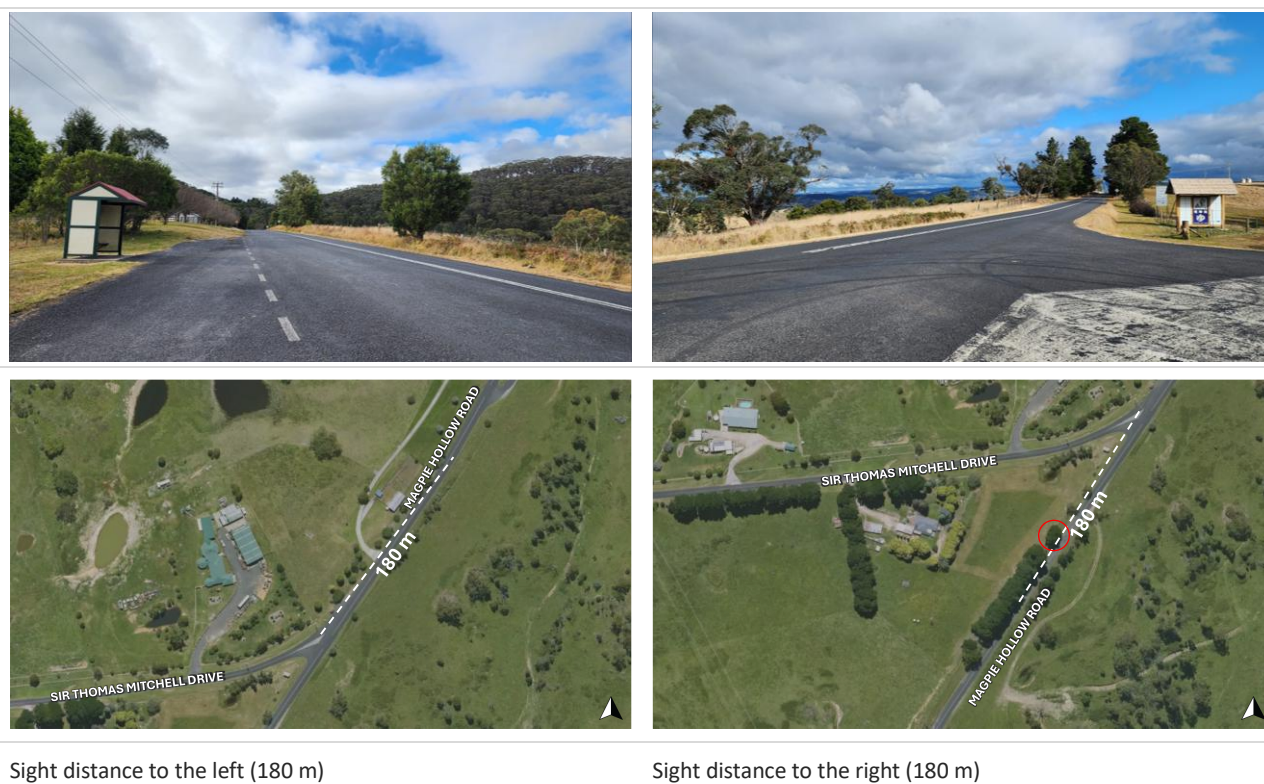 MAGPIE HOLLOW ROAD
180 m
SIR THOMAS MITCHELL DRIVE
SIR THOMAS MITCHELL DRIVE
180 m
MAGPIE HOLLOW ROAD
Sight distance to the left (180 m)
Sight distance to the right (180 m)